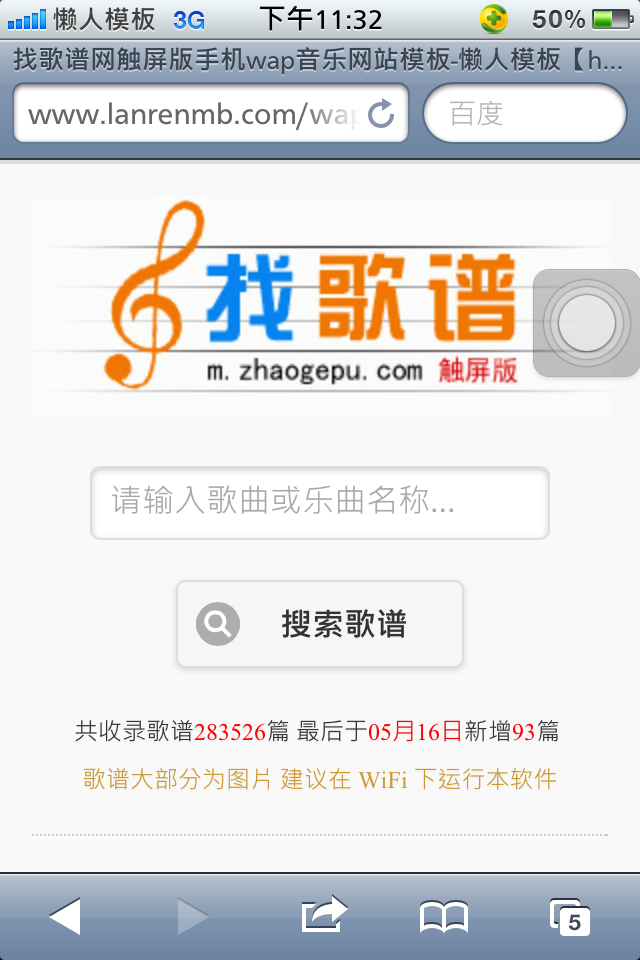 懒人模板 3G 下午11:32 50%
找歌谱网触屏版手机wap音乐网站模板-懒人模板【h...
www.lanrenmb.com/wap 百度
找歌谱
m.zhaogepu.com 触屏版
请输入歌曲或乐曲名称...
搜索歌谱
共收录歌谱283526篇 最后于05月16日新增93篇
歌谱大部分为图片 建议在 WiFi 下运行本软件
5